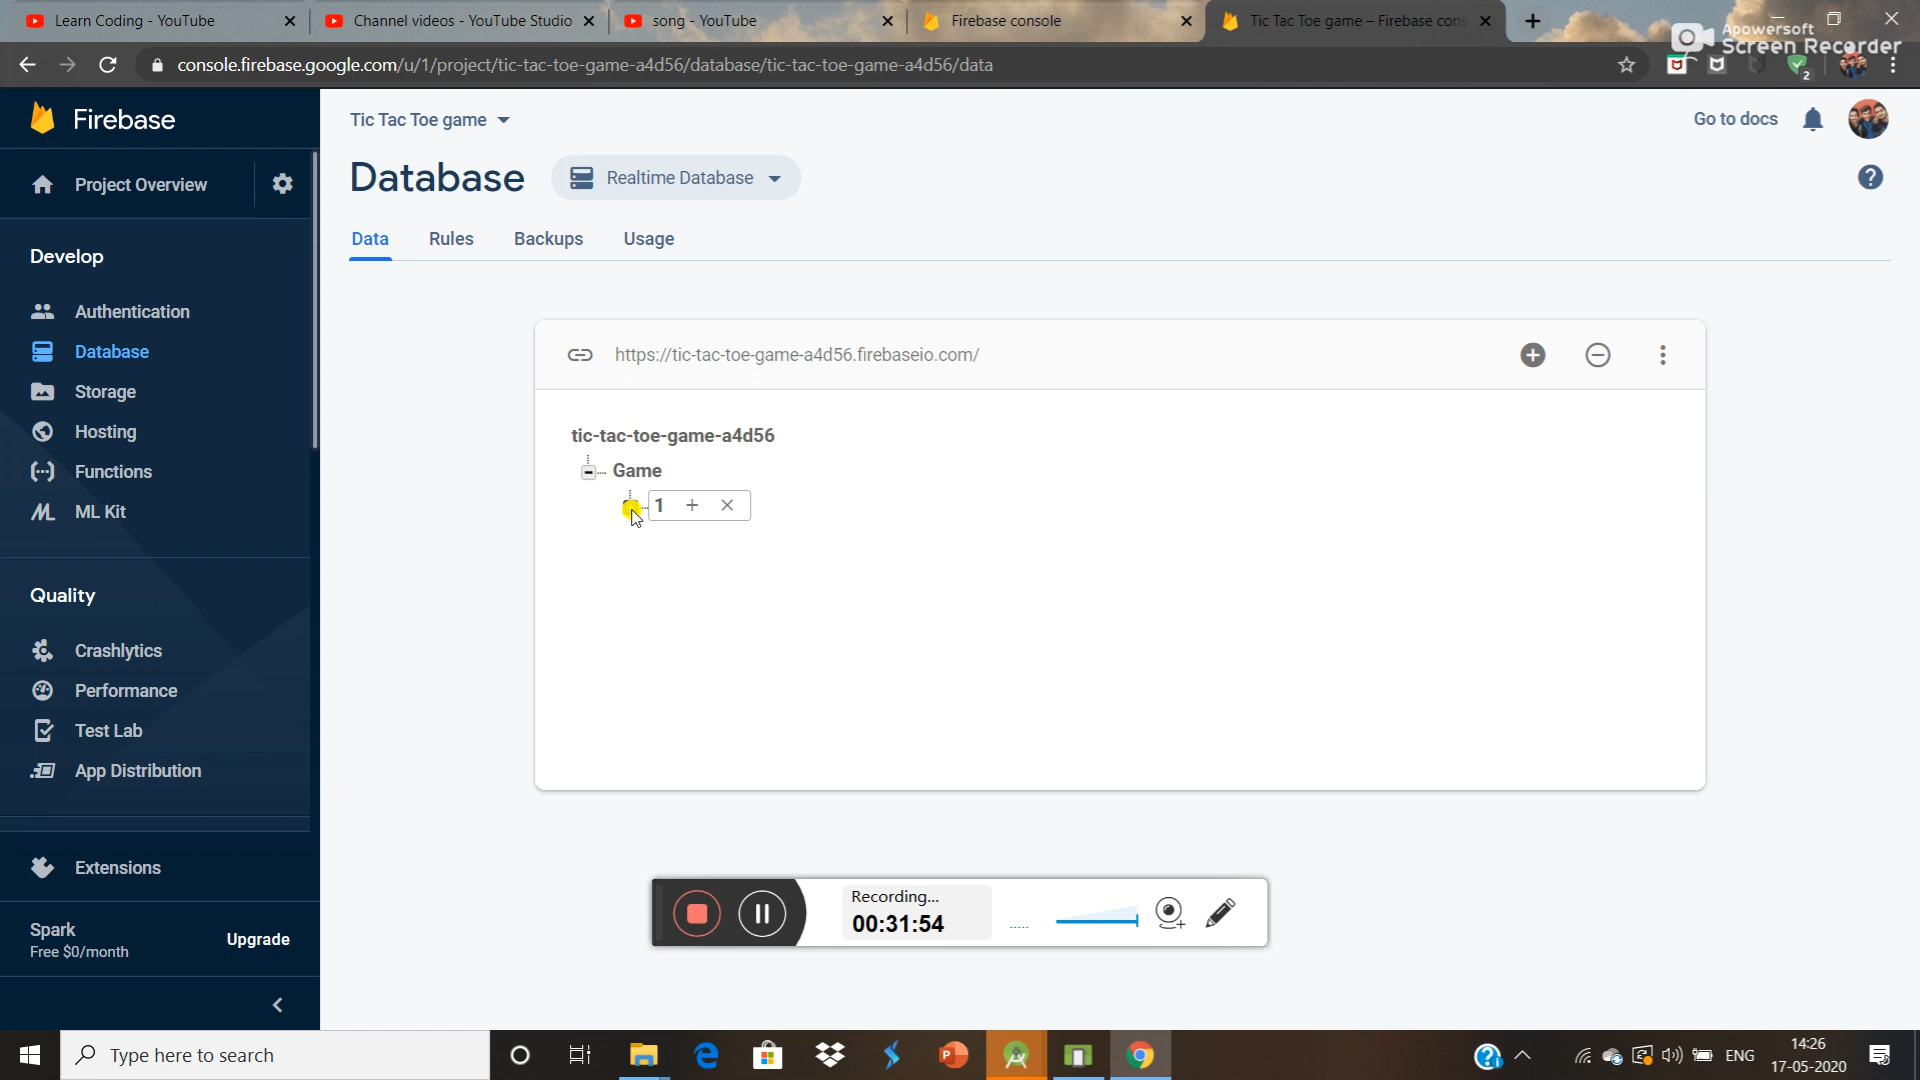 Learn Coding - YouTube
Channel videos - YouTube Studio
song - YouTube
Firebase console
Tic Tac Toe game – Firebase cons
Apowersoft
Screen Recorder
console.firebase.google.com/u/1/project/tic-tac-toe-game-a4d56/database/tic-tac-toe-game-a4d56/data
2
Firebase
Tic Tac Toe game
Go to docs
Project Overview
Database
Realtime Database
Data
Rules
Backups
Usage
Develop
Authentication
Database
Storage
Hosting
Functions
ML Kit
https://tic-tac-toe-game-a4d56.firebaseio.com/
tic-tac-toe-game-a4d56
Game
1
Quality
Crashlytics
Performance
Test Lab
App Distribution
Extensions
Spark
Free $0/month
Upgrade
Recording...
00:31:54
Type here to search
ENG
14:26
17-05-2020